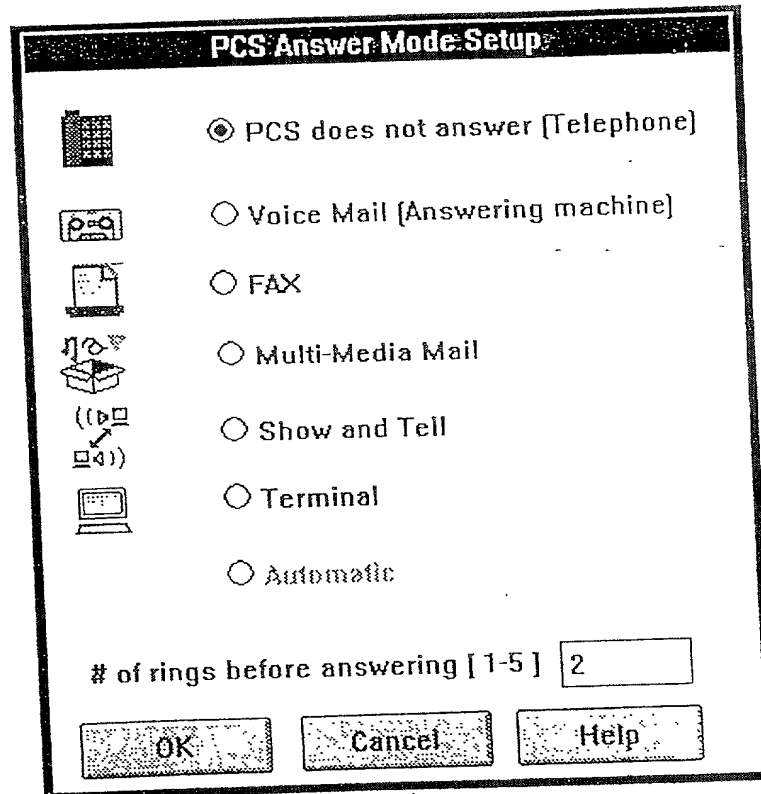 PCS Answer Mode Setup
PCS does not answer (Telephone)
Voice Mail (Answering machine)
FAX
Multi-Media Mail
Show and Tell
Terminal
Automatic
# of rings before answering [ 1-5 ] 2
OK Cancel Help